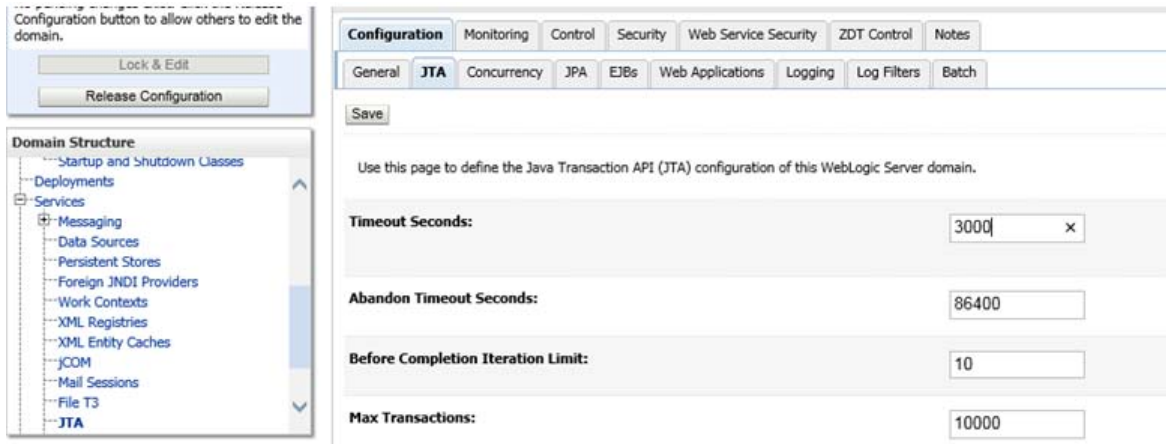 Configuration button to allow others to edit the
domain.
Lock & Edit
Release Configuration
Domain Structure
Startup and Shutdown Classes
Deployments
Services
Messaging
Data Sources
Persistent Stores
Foreign JNDI Providers
Work Contexts
XML Registries
XML Entity Caches
jCOM
Mail Sessions
File T3
JTA
Configuration Monitoring Control Security Web Service Security ZDT Control Notes
General JTA Concurrency JPA EJBs Web Applications Logging Log Filters Batch
Save
Use this page to define the Java Transaction API (JTA) configuration of this WebLogic Server domain.
Timeout Seconds: 3000
Abandon Timeout Seconds: 86400
Before Completion Iteration Limit: 10
Max Transactions: 10000